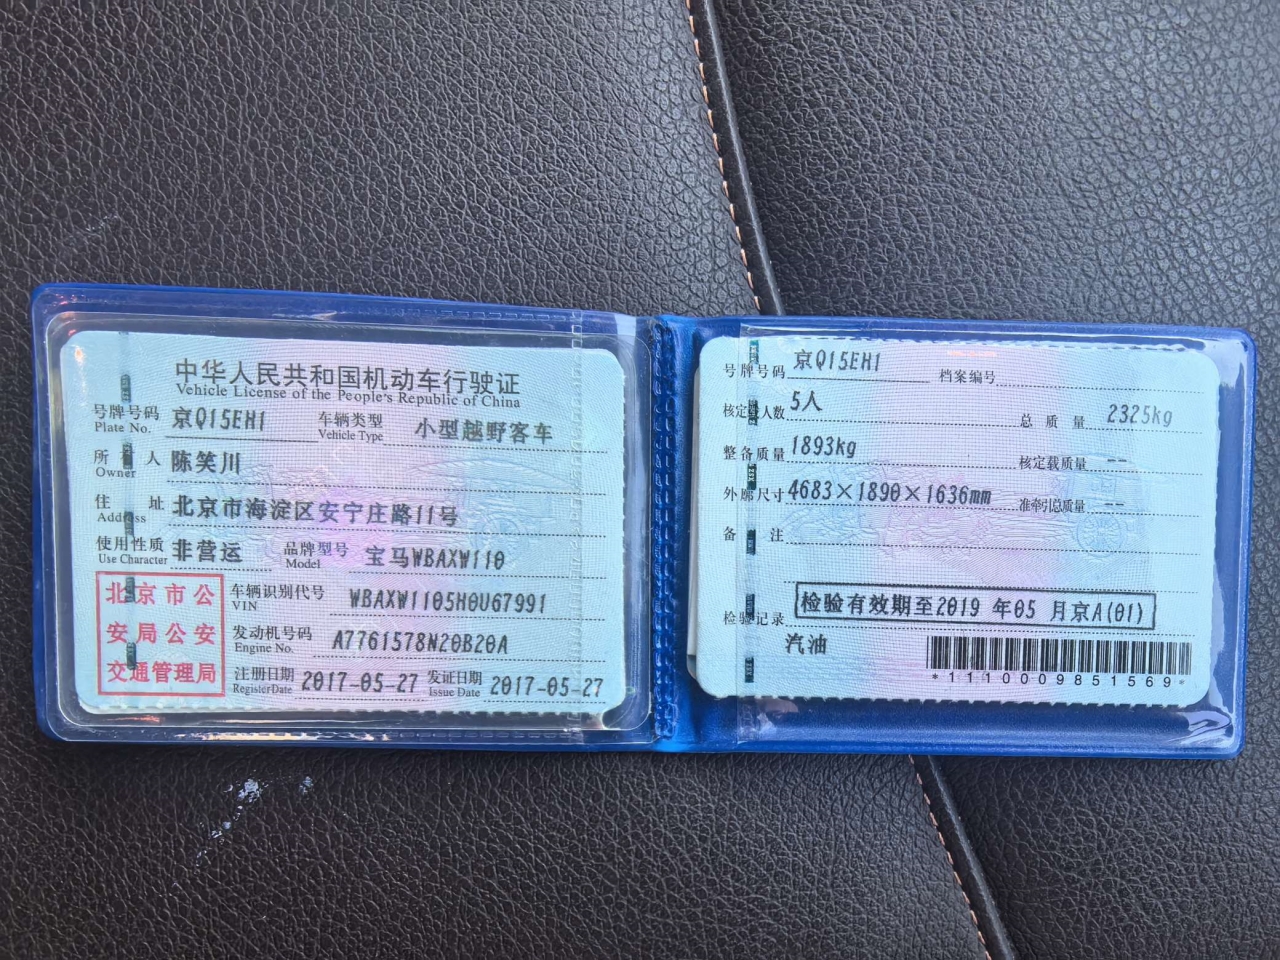 中华人民共和国机动车行驶证
Vehicle License of the People's Republic of China
号牌号码 京Q15EH1 车辆类型 小型越野客车
Plate No. Vehicle Type
所有人 陈笑川
Owner
住址 北京市海淀区安宁庄路11号
Address
使用性质 非营运 品牌型号 宝马WBAXW110
Use Character Model
北京市公安局公安交通管理局
车辆识别代号 WBAXW1105H0U67991
VIN
发动机号码 A7761578N20B20A
Engine No.
注册日期 2017-05-27 发证日期 2017-05-27
Register Date Issue Date
号牌号码 京Q15EH1 档案编号
核定载人数 5人 总质量 2325kg
整备质量 1893kg 核定载质量 --
外廓尺寸 4683×1890×1636mm 准牵引总质量 --
备注
检验记录 检验有效期至2019年05月京A(01)
汽油
*1110009851569*